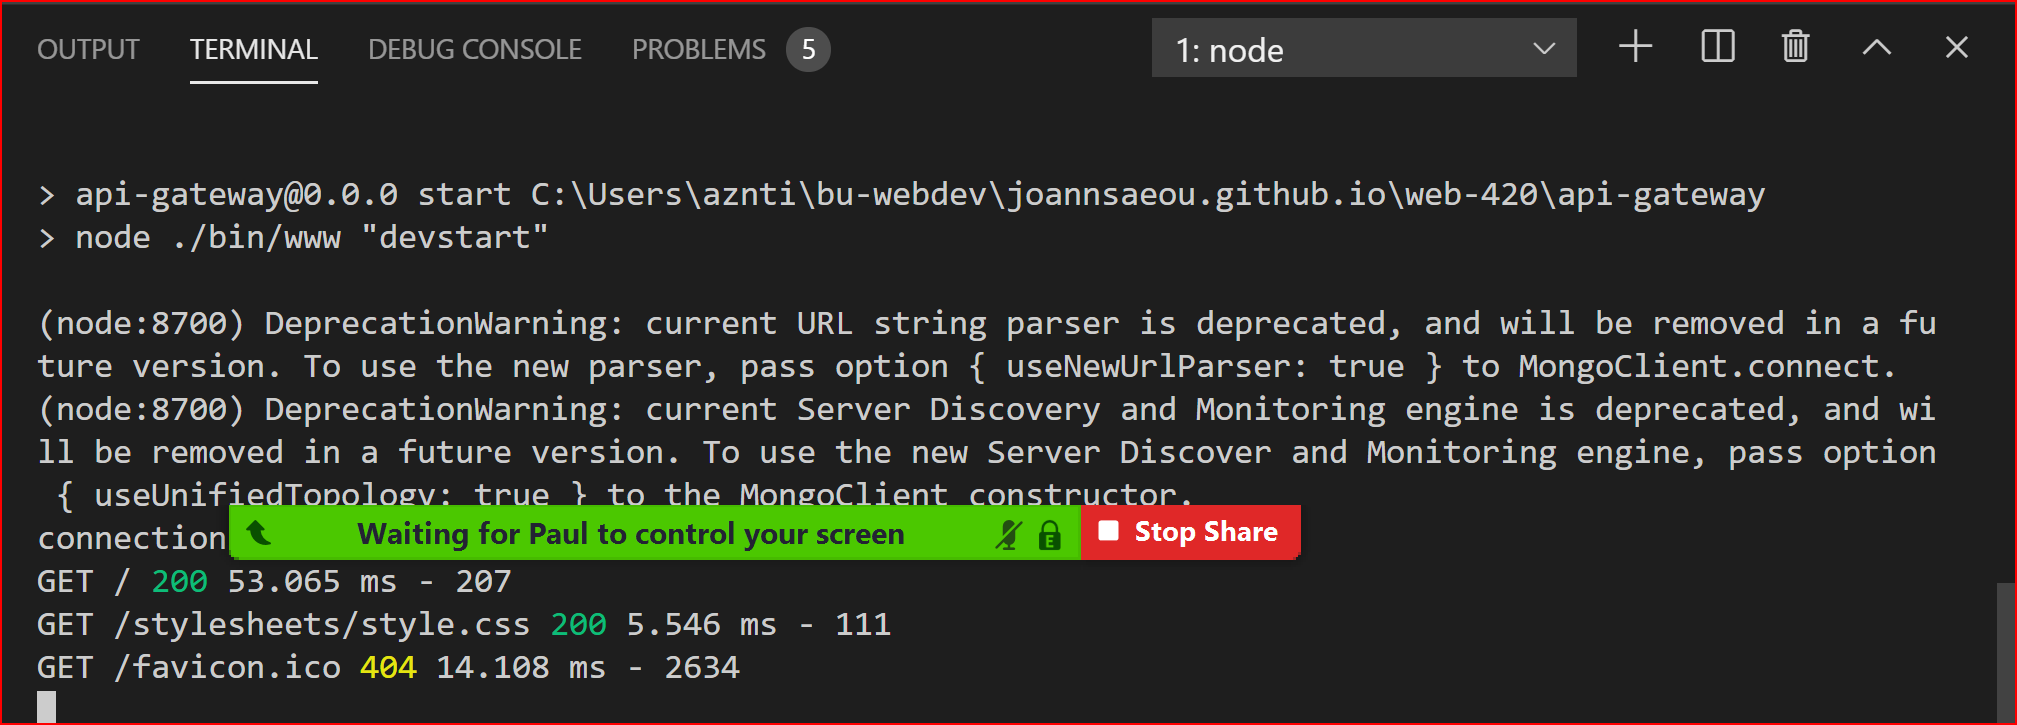 OUTPUT TERMINAL DEBUG CONSOLE PROBLEMS 5 1: node
> api-gateway@0.0.0 start C:\Users\aznti\bu-webdev\joannsaeou.github.io\web-420\api-gateway
> node ./bin/www "devstart"
(node:8700) DeprecationWarning: current URL string parser is deprecated, and will be removed in a fu
ture version. To use the new parser, pass option { useNewUrlParser: true } to MongoClient.connect.
(node:8700) DeprecationWarning: current Server Discovery and Monitoring engine is deprecated, and wi
ll be removed in a future version. To use the new Server Discover and Monitoring engine, pass option
{ useUnifiedTopology: true } to the MongoClient constructor.
connection Waiting for Paul to control your screen E Stop Share
GET / 200 53.065 ms - 207
GET /stylesheets/style.css 200 5.546 ms - 111
GET /favicon.ico 404 14.108 ms - 2634